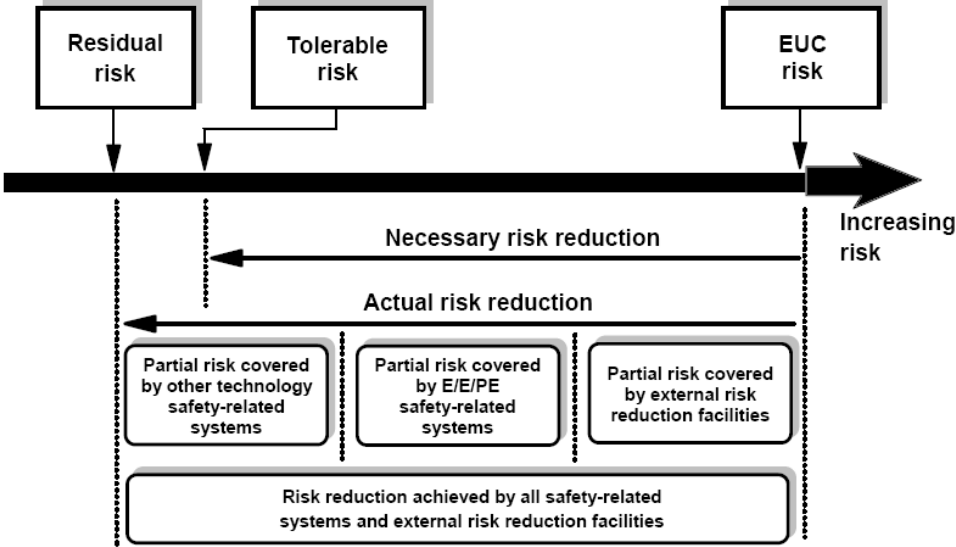 Residual
risk
Tolerable
risk
EUC
risk
Increasing
risk
Necessary risk reduction
Actual risk reduction
Partial risk covered
by other technology
safety-related
systems
Partial risk covered
by E/E/PE
safety-related
systems
Partial risk covered
by external risk
reduction facilities
Risk reduction achieved by all safety-related
systems and external risk reduction facilities